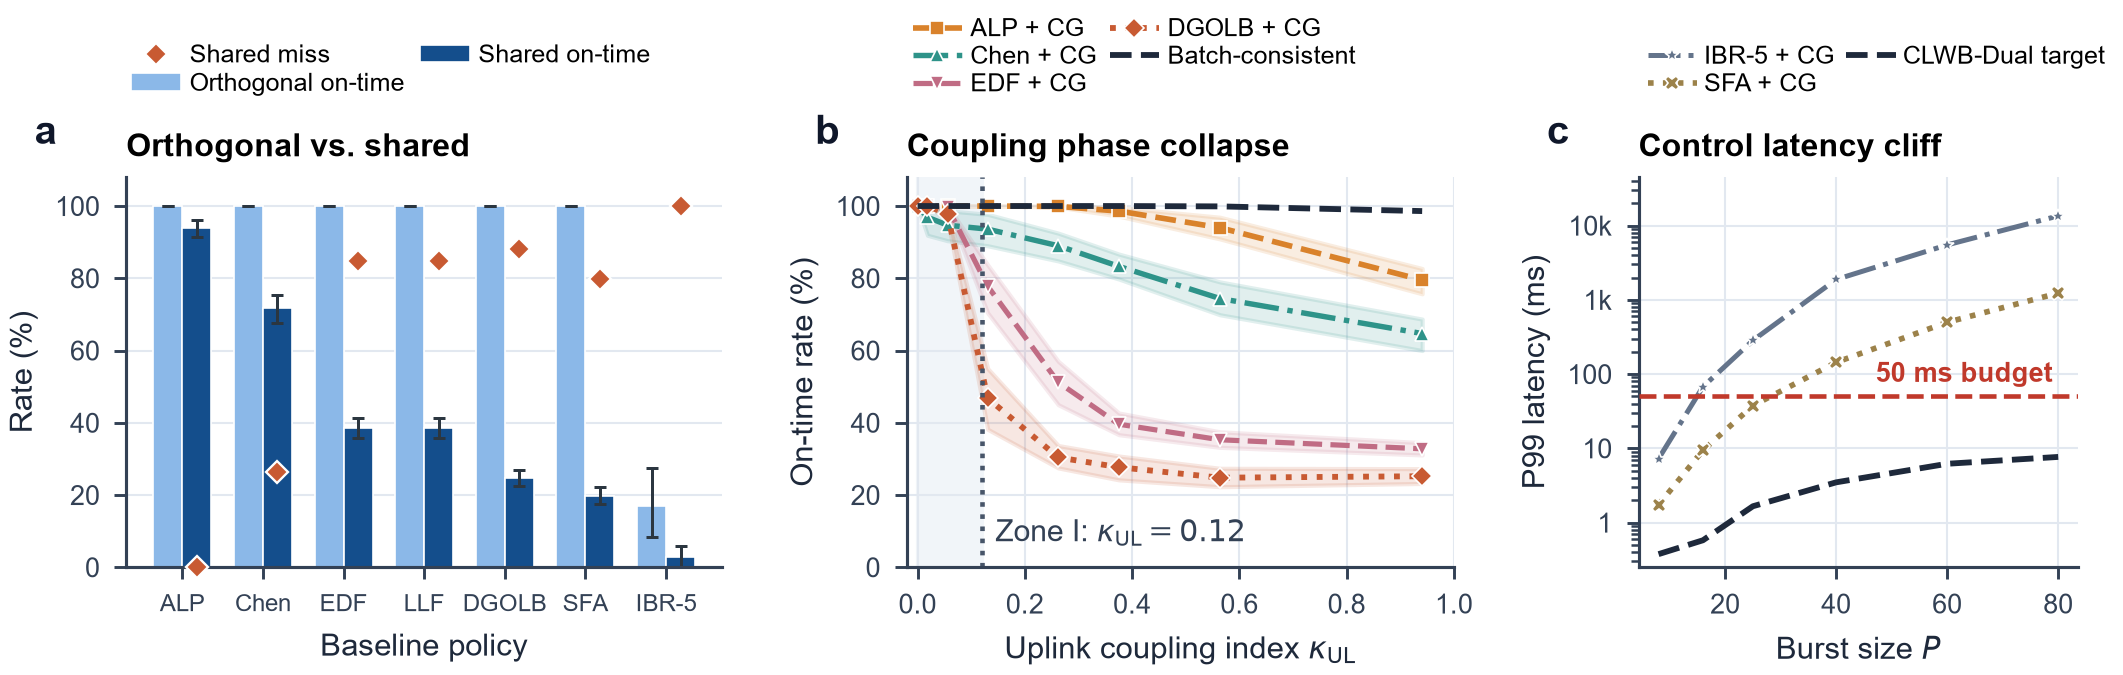 Shared miss
Shared on-time
Orthogonal on-time
a
Orthogonal vs. shared
Rate (%)
100
80
60
40
20
0
ALP
Chen
EDF
LLF
DGOLB
SFA
IBR-5
Baseline policy
ALP + CG
DGOLB + CG
Chen + CG
Batch-consistent
EDF + CG
b
Coupling phase collapse
On-time rate (%)
100
80
60
40
20
0
Zone I: κ_UL = 0.12
0.0
0.2
0.4
0.6
0.8
1.0
Uplink coupling index κ_UL
IBR-5 + CG
CLWB-Dual target
SFA + CG
c
Control latency cliff
P99 latency (ms)
10k
1k
100
10
1
50 ms budget
20
40
60
80
Burst size P